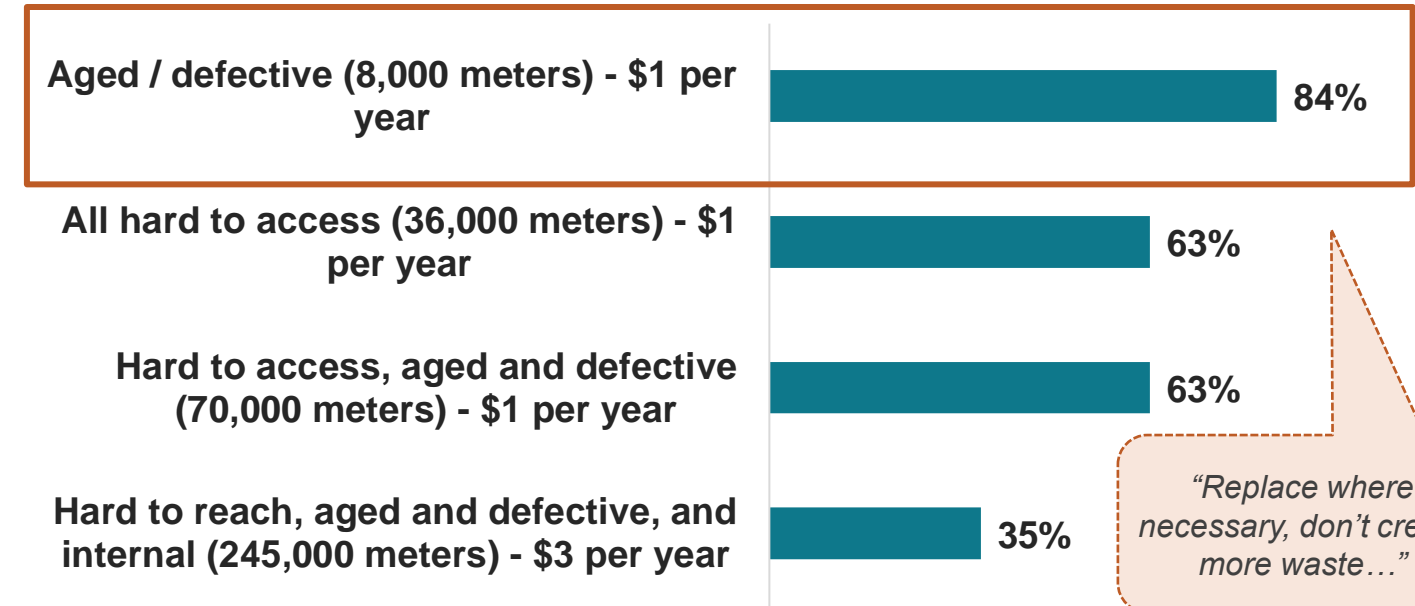 Aged / defective (8,000 meters) - $1 per
year
84%
All hard to access (36,000 meters) - $1
per year
63%
Hard to access, aged and defective
(70,000 meters) - $1 per year
63%
Hard to reach, aged and defective, and
internal (245,000 meters) - $3 per year
35%
“Replace where
necessary, don’t cre
more waste…”